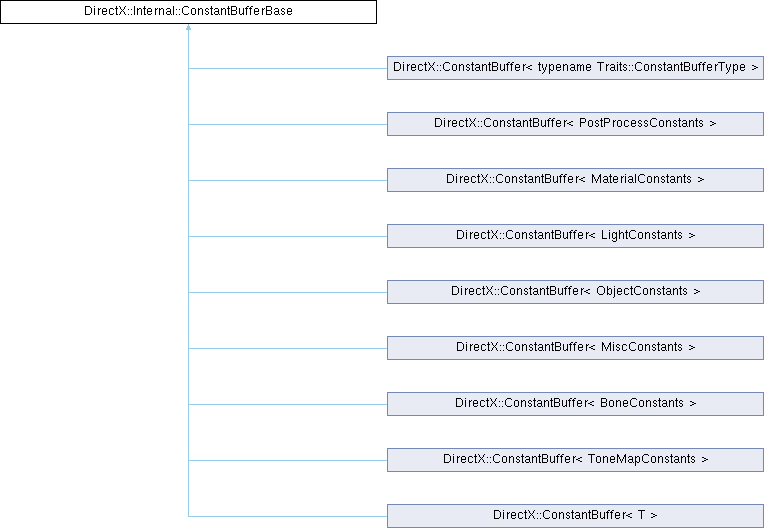 DirectX::Internal::ConstantBufferBase
DirectX::ConstantBuffer< typename Traits::ConstantBufferType >
DirectX::ConstantBuffer< PostProcessConstants >
DirectX::ConstantBuffer< MaterialConstants >
DirectX::ConstantBuffer< LightConstants >
DirectX::ConstantBuffer< ObjectConstants >
DirectX::ConstantBuffer< MiscConstants >
DirectX::ConstantBuffer< BoneConstants >
DirectX::ConstantBuffer< ToneMapConstants >
DirectX::ConstantBuffer< T >